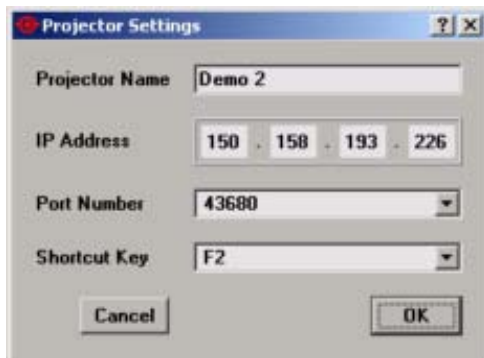 Projector Settings ? X
Projector Name Demo 2
IP Address 150 . 158 . 193 . 226
Port Number 43680
Shortcut Key F2
Cancel OK